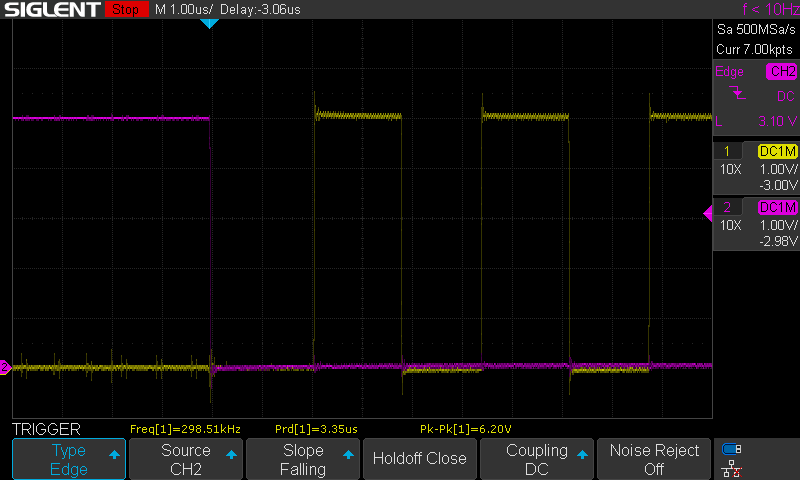 SIGLENT Stop M 1.00us/ Delay:-3.06us f < 10Hz
Sa 500MSa/s
Curr 7.00kpts
Edge CH2
DC
L 3.10 V
1 DC1M
10X 1.00V/
-3.00V
2 DC1M
10X 1.00V/
-2.98V
2
TRIGGER Freq[1]=298.51kHz Prd[1]=3.35us Pk-Pk[1]=6.20V
Type
Edge
Source
CH2
Slope
Falling
Holdoff Close
Coupling
DC
Noise Reject
Off